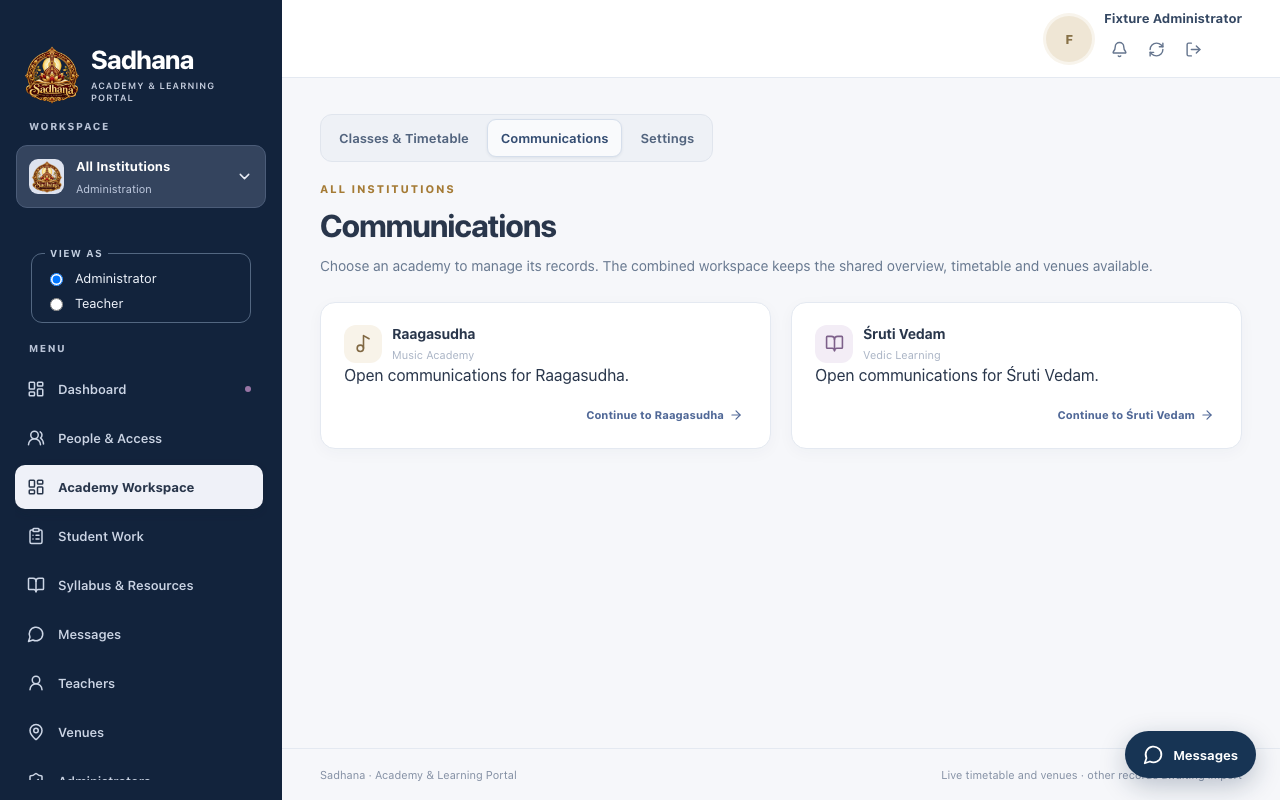 Sadhana
ACADEMY & LEARNING
PORTAL
WORKSPACE
All Institutions
Administration
VIEW AS
Administrator
Teacher
MENU
Dashboard
People & Access
Academy Workspace
Student Work
Syllabus & Resources
Messages
Teachers
Venues
F
Fixture Administrator
Classes & Timetable
Communications
Settings
ALL INSTITUTIONS
Communications
Choose an academy to manage its records. The combined workspace keeps the shared overview, timetable and venues available.
Raagasudha
Music Academy
Open communications for Raagasudha.
Continue to Raagasudha
Śruti Vedam
Vedic Learning
Open communications for Śruti Vedam.
Continue to Śruti Vedam
Sadhana · Academy & Learning Portal
Live timetable and venues · other
Messages